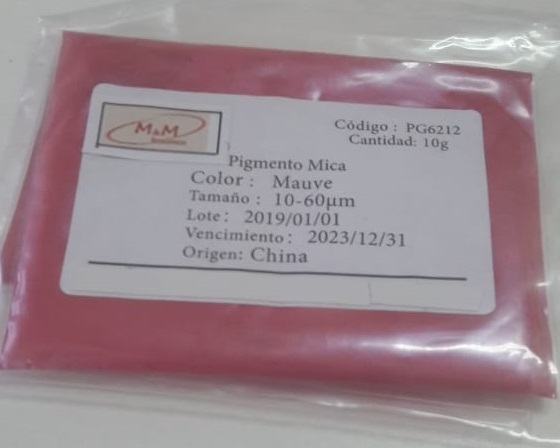 M&M
Código : PG6212
Cantidad: 10g
Pigmento Mica
Color : Mauve
Tamaño : 10-60µm
Lote: 2019/01/01
Vencimiento: 2023/12/31
Origen: China